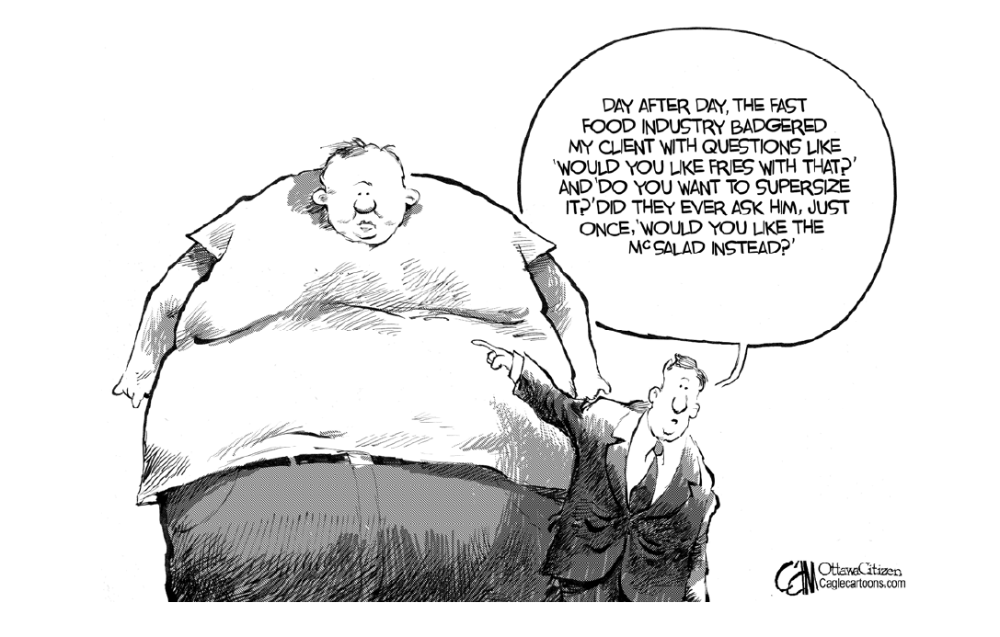 DAY AFTER DAY, THE FAST
FOOD INDUSTRY BADGERED
MY CLIENT WITH QUESTIONS LIKE
'WOULD YOU LIKE FRIES WITH THAT?'
AND 'DO YOU WANT TO SUPERSIZE
IT?' DID THEY EVER ASK HIM, JUST
ONCE, 'WOULD YOU LIKE THE
McSALAD INSTEAD?'
CAM OttawaCitizen
Caglecartoons.com